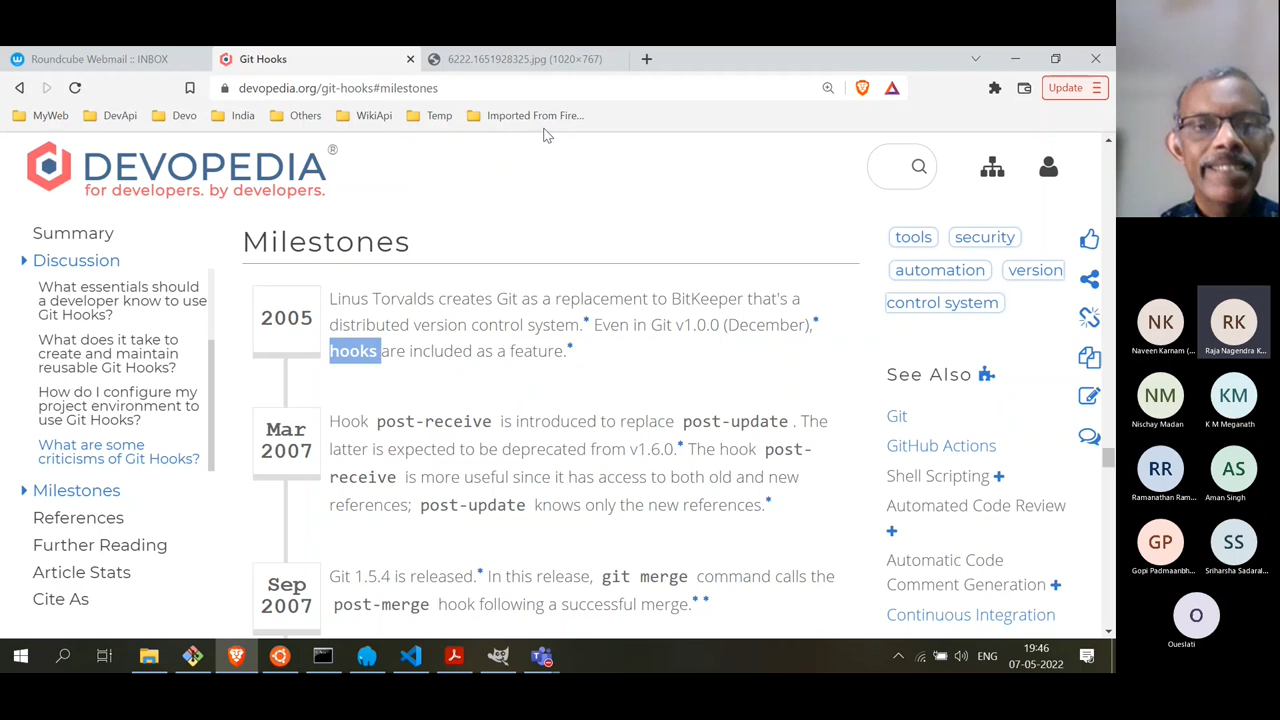 Roundcube Webmail :: INBOX
Git Hooks
6222.1651928325.jpg (1020×767)
devopedia.org/git-hooks#milestones
Update
MyWeb
DevApi
Devo
India
Others
WikiApi
Temp
Imported From Fire...
DEVOPEDIA®
for developers. by developers.
Summary
Discussion
What essentials should
a developer know to use
Git Hooks?
What does it take to
create and maintain
reusable Git Hooks?
How do I configure my
project environment to
use Git Hooks?
What are some
criticisms of Git Hooks?
Milestones
References
Further Reading
Article Stats
Cite As
Milestones
2005
Linus Torvalds creates Git as a replacement to BitKeeper that's a
distributed version control system.* Even in Git v1.0.0 (December),*
hooks are included as a feature.*
Mar
2007
Hook post-receive is introduced to replace post-update. The
latter is expected to be deprecated from v1.6.0.* The hook post-
receive is more useful since it has access to both old and new
references; post-update knows only the new references.*
Sep
2007
Git 1.5.4 is released.* In this release, git merge command calls the
post-merge hook following a successful merge.* *
tools
security
automation
version
control system
See Also
Git
GitHub Actions
Shell Scripting +
Automated Code Review
+
Automatic Code
Comment Generation +
Continuous Integration
NK
Naveen Karnam (...
RK
Raja Nagendra K...
NM
Nischay Madan
KM
K M Meganath
RR
Ramanathan Ram...
AS
Aman Singh
GP
Gopi Padmaanbh...
SS
Sriharsha Sadaral...
O
Oueslati
ENG
19:46
07-05-2022